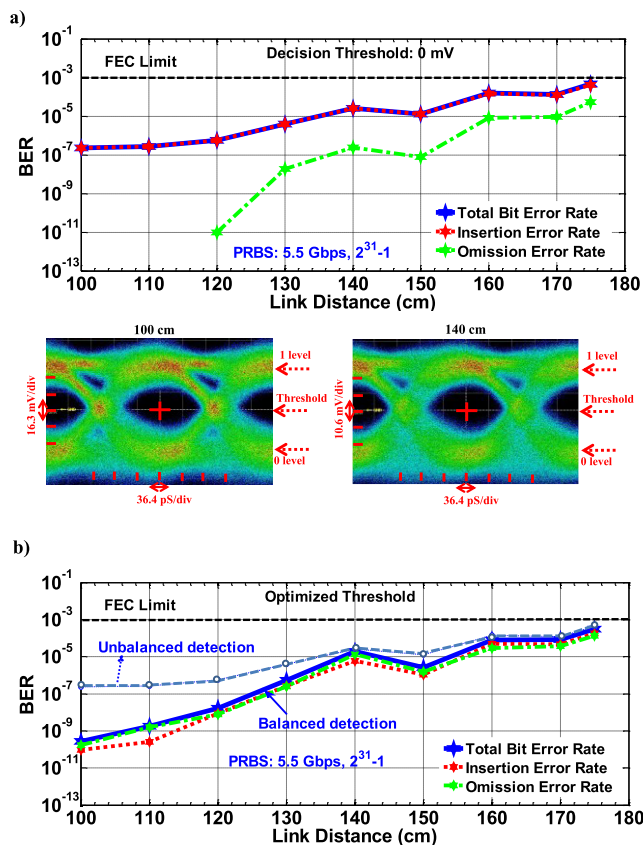 a)
10^-1
Decision Threshold: 0 mV
FEC Limit
10^-3
10^-5
10^-7
10^-9
10^-11
10^-13
BER
Total Bit Error Rate
Insertion Error Rate
Omission Error Rate
PRBS: 5.5 Gbps, 2^31-1
100 110 120 130 140 150 160 170 180
Link Distance (cm)
100 cm
16.3 mV/div
1 level
Threshold
0 level
36.4 pS/div
140 cm
10.6 mV/div
1 level
Threshold
0 level
36.4 pS/div
b)
10^-1
Optimized Threshold
FEC Limit
10^-3
10^-5
10^-7
10^-9
10^-11
10^-13
BER
Unbalanced detection
Balanced detection
Total Bit Error Rate
Insertion Error Rate
Omission Error Rate
PRBS: 5.5 Gbps, 2^31-1
100 110 120 130 140 150 160 170 180
Link Distance (cm)